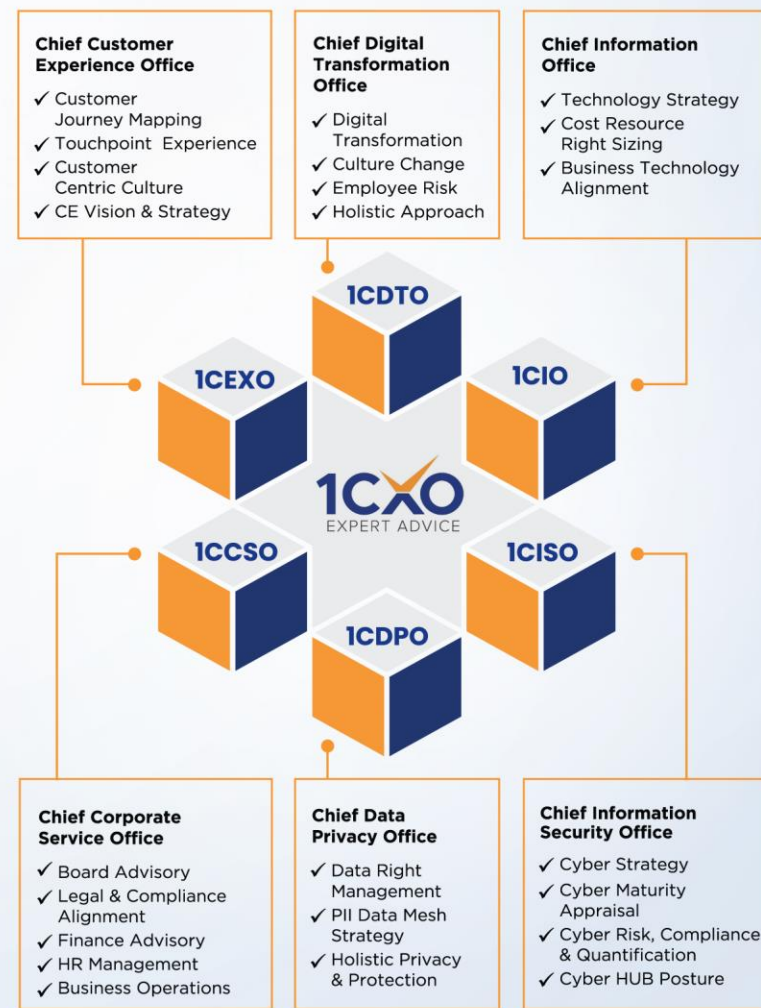 Chief Customer
Experience Office
✓ Customer
Journey Mapping
✓ Touchpoint Experience
✓ Customer
Centric Culture
✓ CE Vision & Strategy
Chief Digital
Transformation
Office
✓ Digital
Transformation
✓ Culture Change
✓ Employee Risk
✓ Holistic Approach
Chief Information
Office
✓ Technology Strategy
✓ Cost Resource
Right Sizing
✓ Business Technology
Alignment
1CDTO
1CEXO
1CIO
1CXO
EXPERT ADVICE
1CCSO
1CISO
1CDPO
Chief Corporate
Service Office
✓ Board Advisory
✓ Legal & Compliance
Alignment
✓ Finance Advisory
✓ HR Management
✓ Business Operations
Chief Data
Privacy Office
✓ Data Right
Management
✓ PII Data Mesh
Strategy
✓ Holistic Privacy
& Protection
Chief Information
Security Office
✓ Cyber Strategy
✓ Cyber Maturity
Appraisal
✓ Cyber Risk, Compliance
& Quantification
✓ Cyber HUB Posture